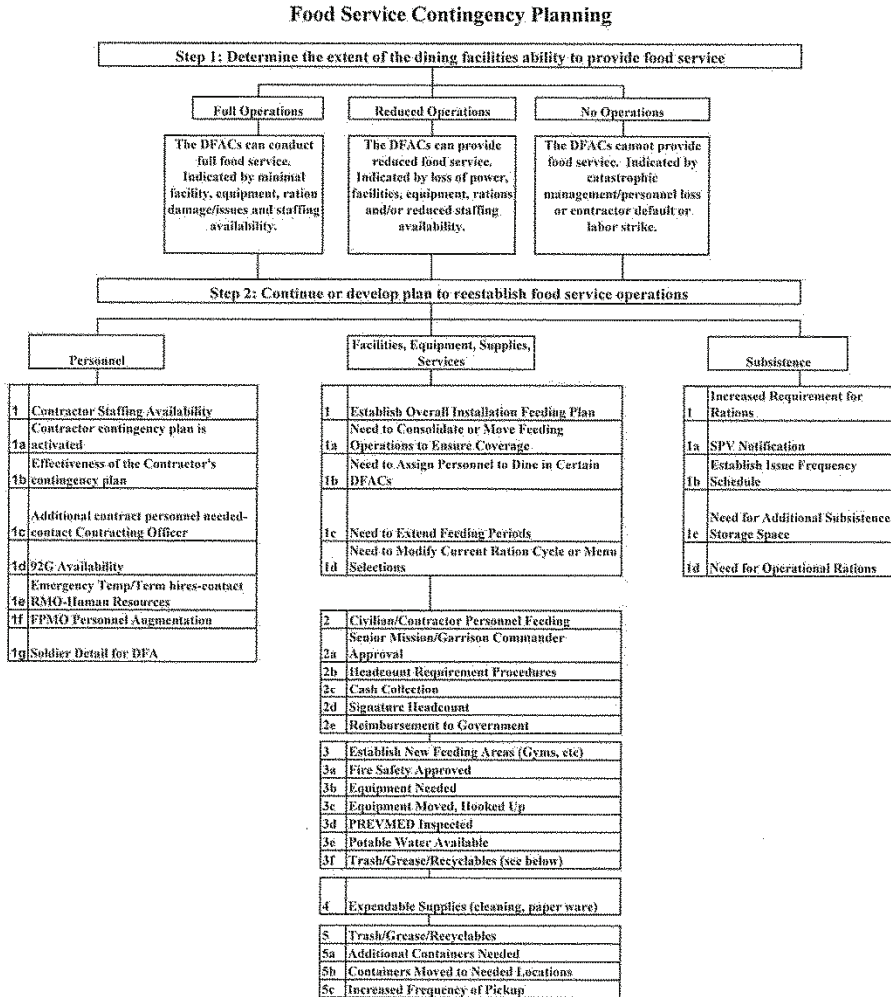 Food Service Contingency Planning
Step 1: Determine the extent of the dining facilities ability to provide food service
Full Operations
The DFACs can conduct
full food service.
Indicated by minimal
facility, equipment, ration
damage/issues and staffing
availability.
Reduced Operations
The DFACs can provide
reduced food service.
Indicated by loss of power,
facilities, equipment, rations
and/or reduced staffing
availability.
No Operations
The DFACs cannot provide
food service. Indicated by
catastrophic
management/personnel loss
or contractor default or
labor strike.
Step 2: Continue or develop plan to reestablish food service operations
Personnel
1 Contractor Staffing Availability
Contractor contingency plan is
1a activated
Effectiveness of the Contractor's
1b contingency plan
Additional contract personnel needed-
1c contact Contracting Officer
1d 92G Availability
Emergency Temp/Term hires-contact
1e RMO-Human Resources
1f FPMO Personnel Augmentation
1g Soldier Detail for DFA
Facilities, Equipment, Supplies,
Services
1 Establish Overall Installation Feeding Plan
Need to Consolidate or Move Feeding
1a Operations to Ensure Coverage
Need to Assign Personnel to Dine in Certain
1b DFACs
1c Need to Extend Feeding Periods
Need to Modify Current Ration Cycle or Menu
1d Selections
2 Civilian/Contractor Personnel Feeding
Senior Mission/Garrison Commander
2a Approval
2b Headcount Requirement Procedures
2c Cash Collection
2d Signature Headcount
2e Reimbursement to Government
3 Establish New Feeding Areas (Gyms, etc)
3a Fire Safety Approved
3b Equipment Needed
3c Equipment Moved, Hooked Up
3d PREVMED Inspected
3e Potable Water Available
3f Trash/Grease/Recyclables (see below)
4 Expendable Supplies (cleaning, paper ware)
5 Trash/Grease/Recyclables
5a Additional Containers Needed
5b Containers Moved to Needed Locations
5c Increased Frequency of Pickup
Subsistence
Increased Requirement for
1 Rations
1a SPV Notification
Establish Issue Frequency
1b Schedule
Need for Additional Subsistence
1c Storage Space
1d Need for Operational Rations